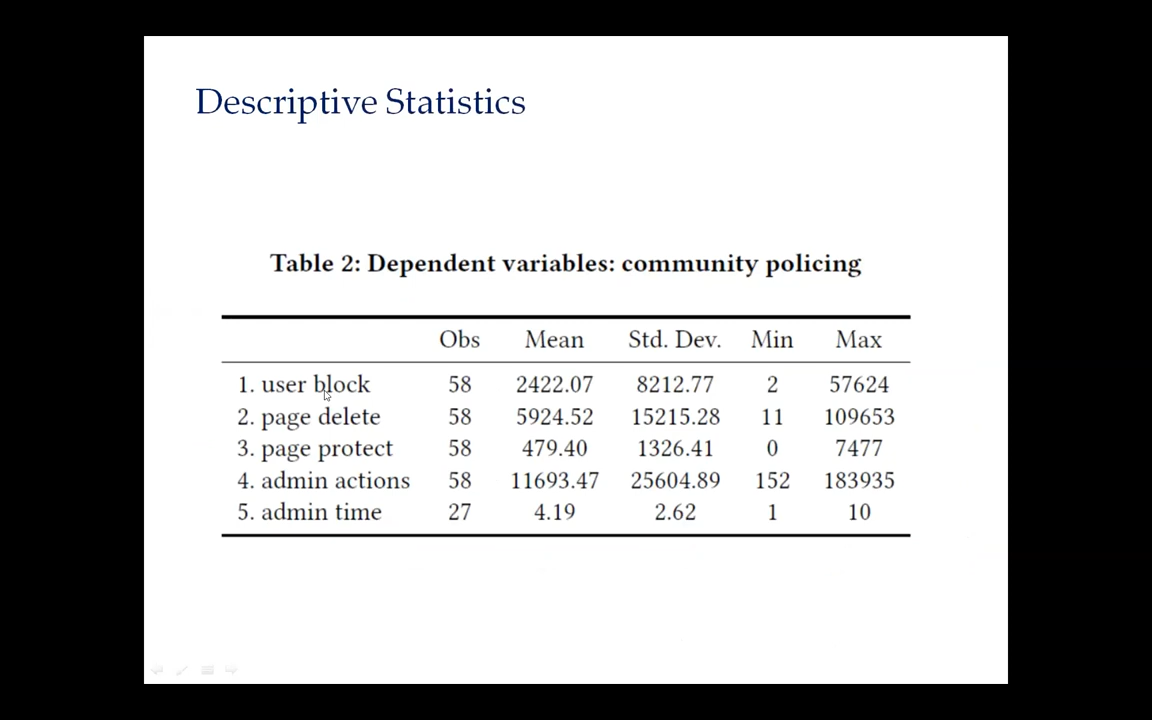 Descriptive Statistics
Table 2: Dependent variables: community policing
Obs Mean Std. Dev. Min Max
1. user block 58 2422.07 8212.77 2 57624
2. page delete 58 5924.52 15215.28 11 109653
3. page protect 58 479.40 1326.41 0 7477
4. admin actions 58 11693.47 25604.89 152 183935
5. admin time 27 4.19 2.62 1 10